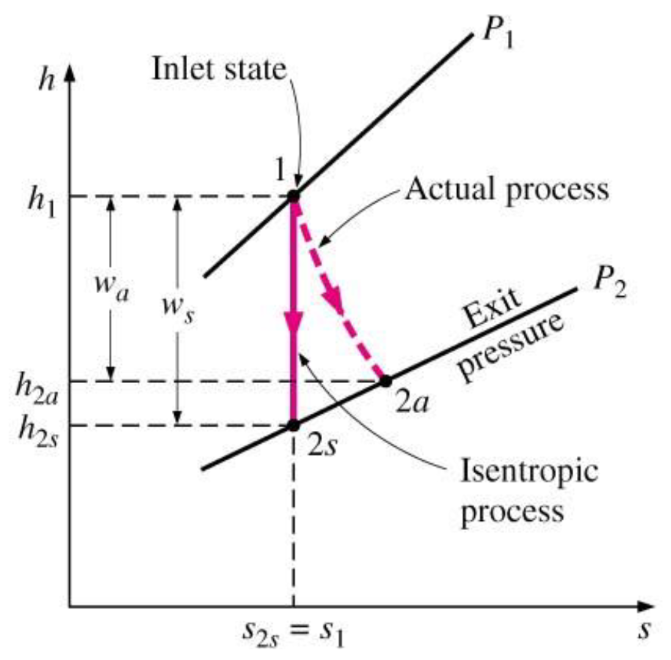 P₁
Inlet state
h
1
h₁
Actual process
wₐ
wₛ
P₂
Exit
pressure
h₂ₐ
2a
h₂ₛ
2s
Isentropic
process
s₂ₛ = s₁
s